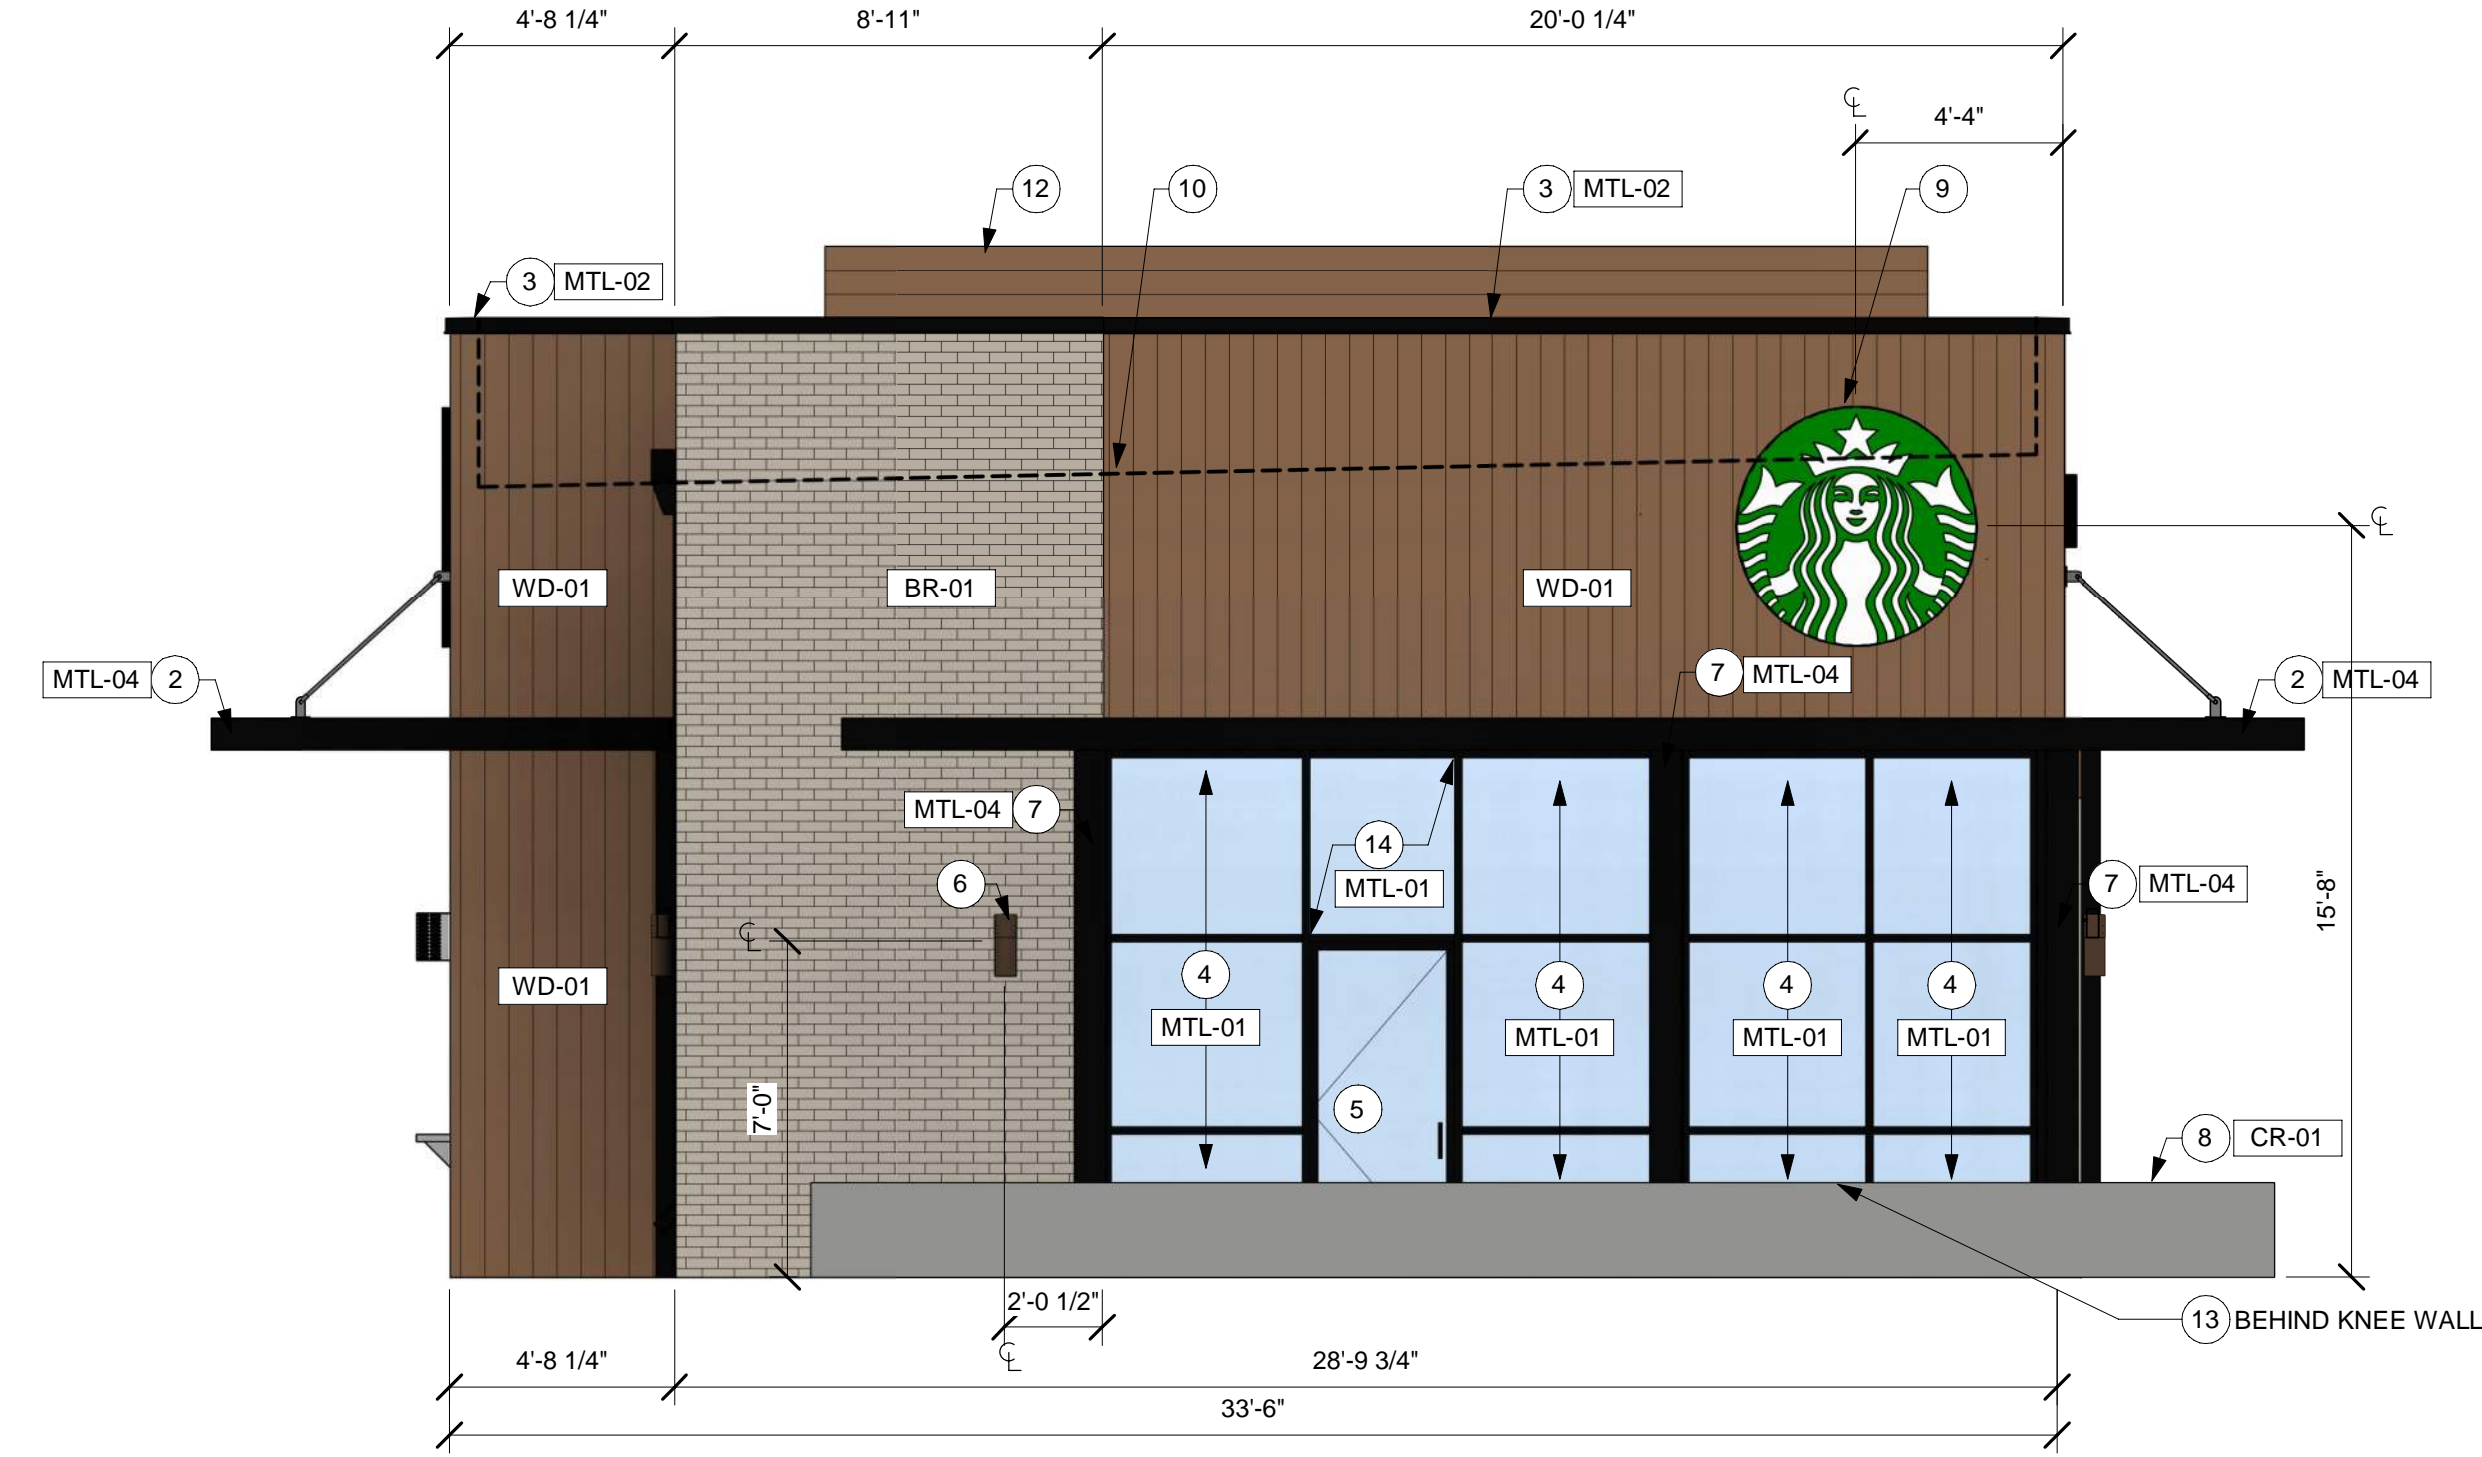 4'-8 1/4"
8'-11"
20'-0 1/4"
℄
4'-4"
12
10
3 MTL-02
9
3 MTL-02
℄
WD-01
BR-01
WD-01
MTL-04 2
7 MTL-04
2 MTL-04
MTL-04 7
14
MTL-01
6
7 MTL-04
15'-8"
℄
4
MTL-01
4
MTL-01
4
MTL-01
4
MTL-01
WD-01
7'-0"
5
8 CR-01
2'-0 1/2"
℄
13 BEHIND KNEE WALL
4'-8 1/4"
28'-9 3/4"
33'-6"